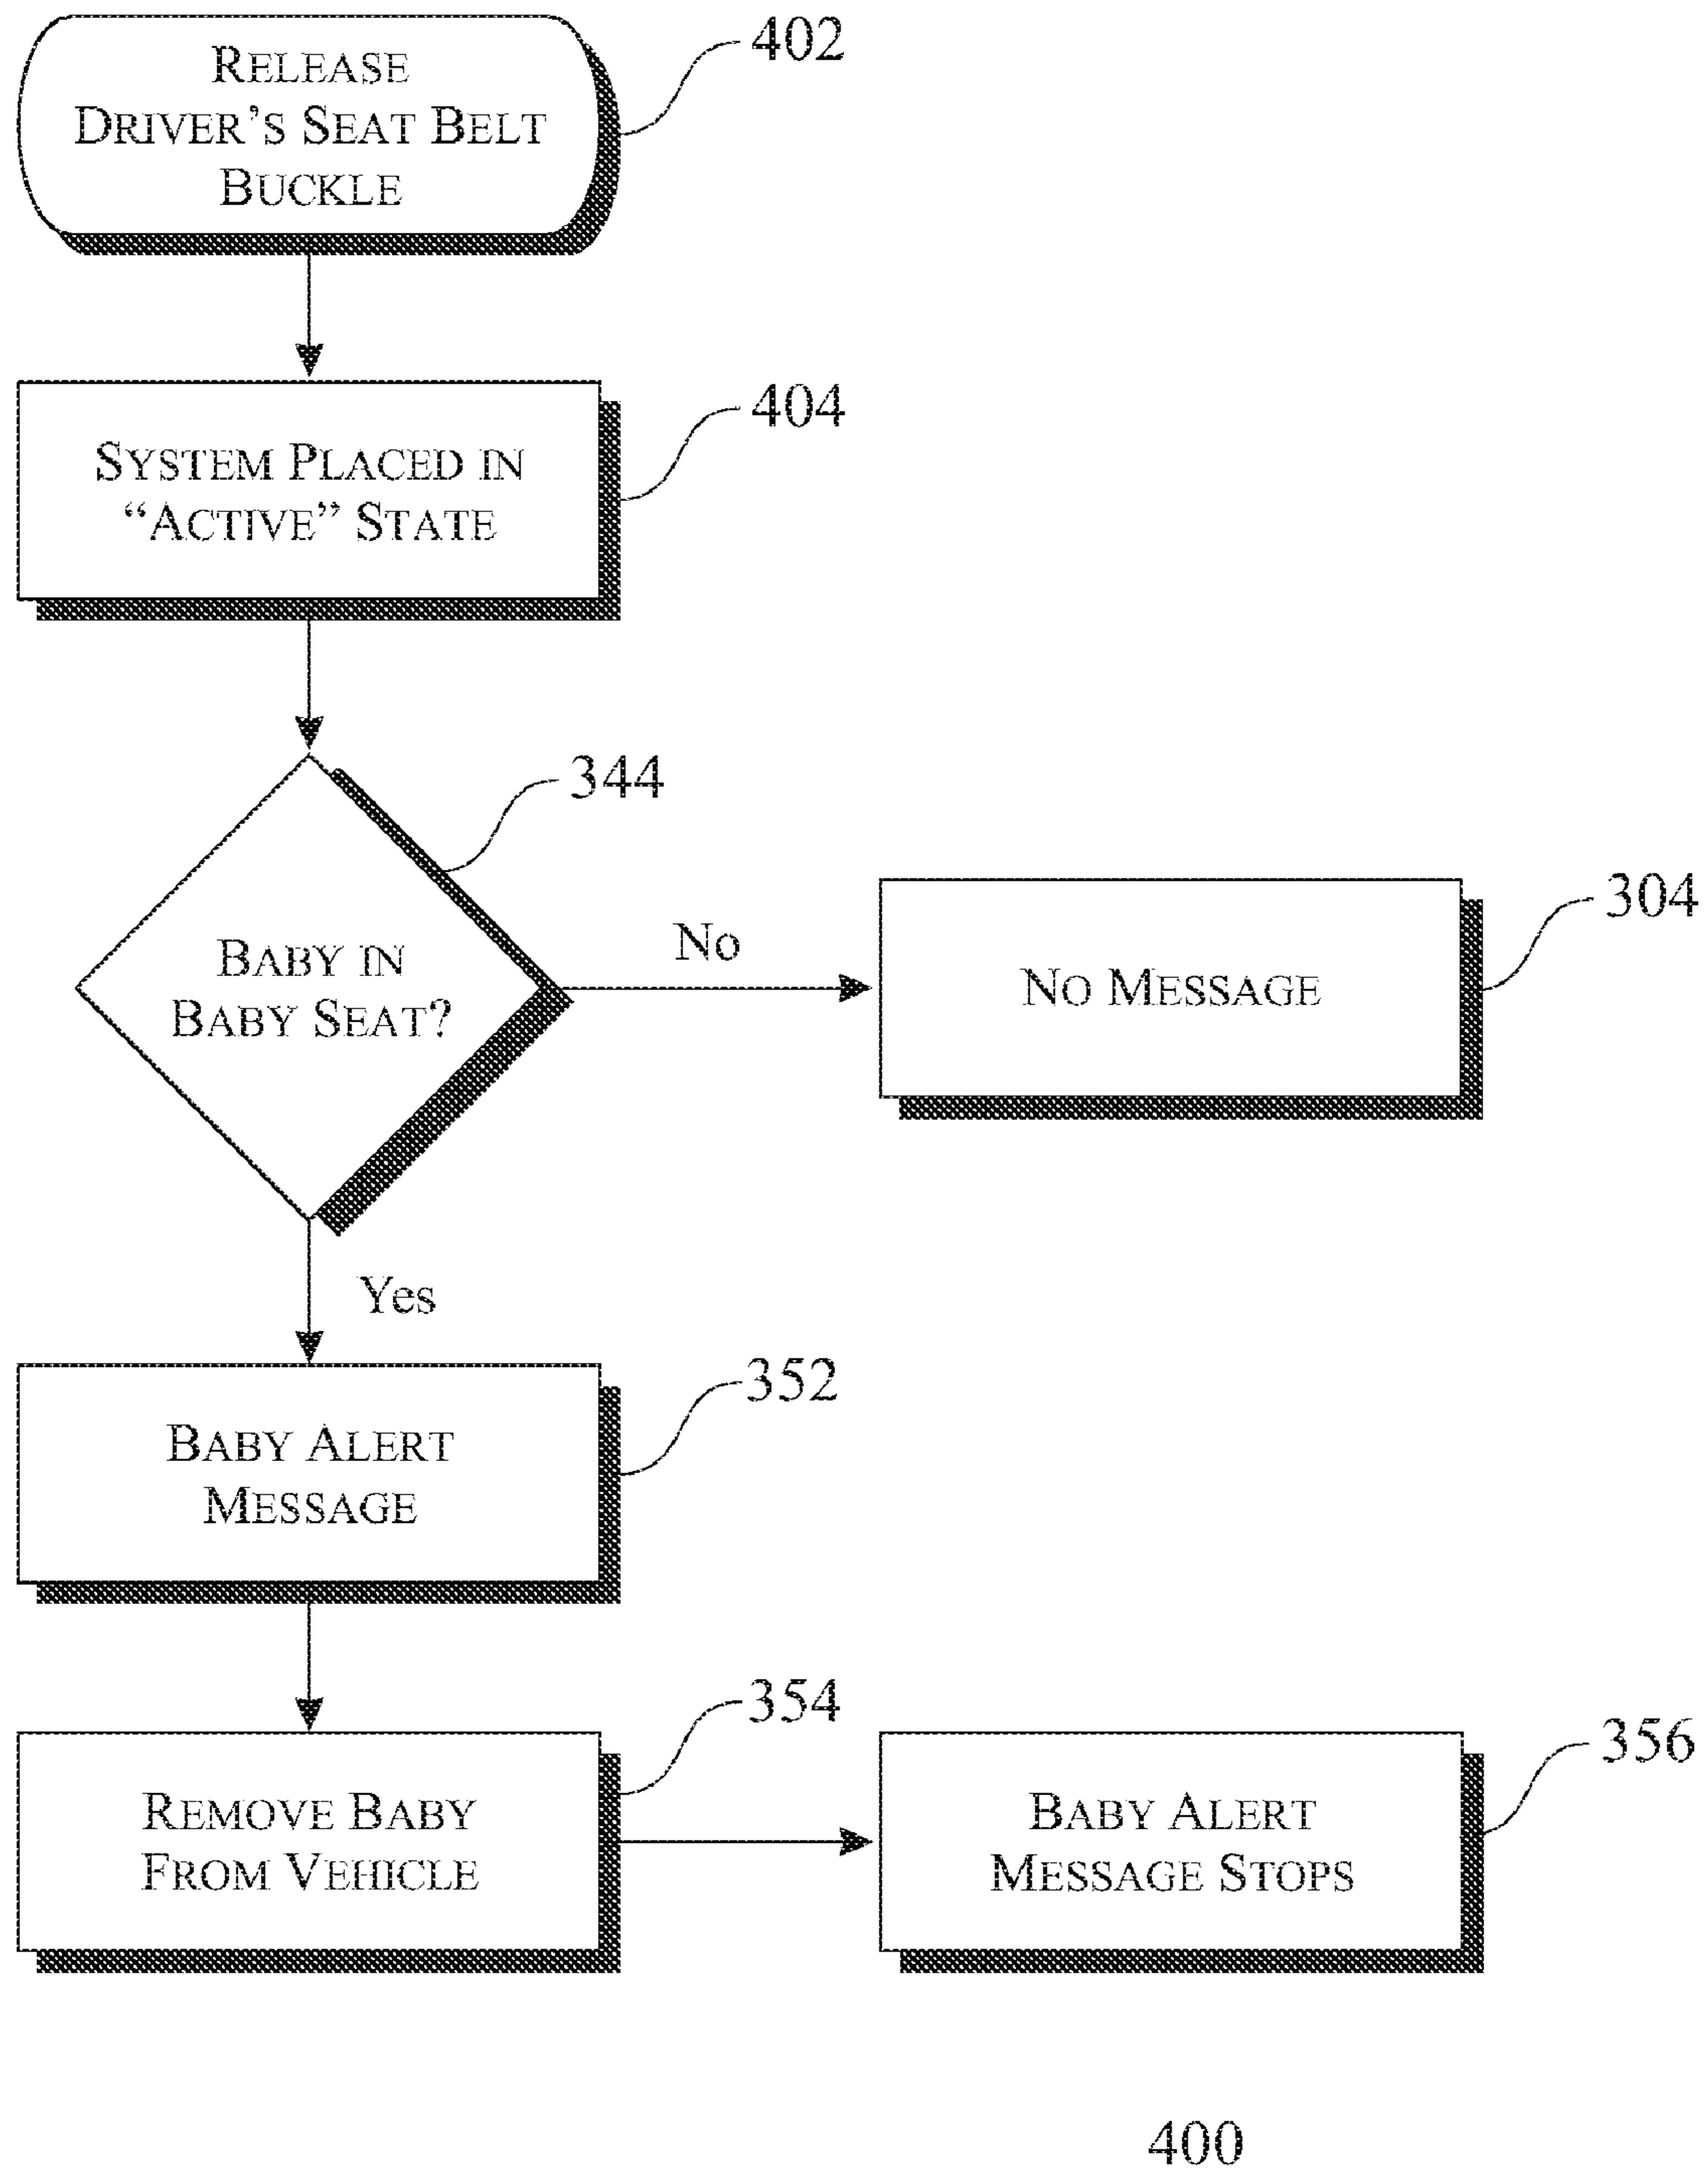 RELEASE
DRIVER'S SEAT BELT
BUCKLE
402
SYSTEM PLACED IN
“ACTIVE” STATE
404
344
BABY IN
BABY SEAT?
No
NO MESSAGE
304
Yes
BABY ALERT
MESSAGE
352
REMOVE BABY
FROM VEHICLE
354
BABY ALERT
MESSAGE STOPS
356
400